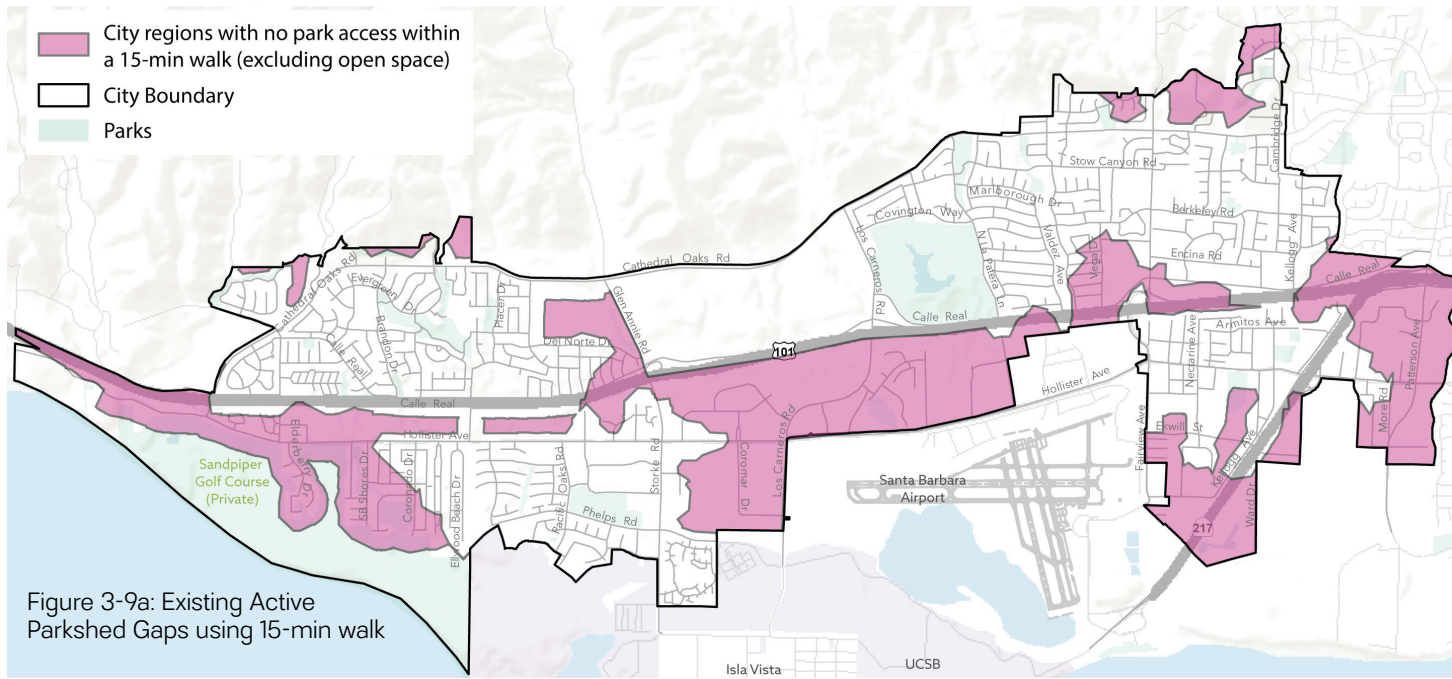 City regions with no park access within
a 15-min walk (excluding open space)
City Boundary
Parks
Cambridge Dr
Stow Canyon Rd
Marlborough Dr
Covington Way
Berkeley Rd
Los Carneros Rd
N La Patera Ln
Valdez Ave
Vega Dr
Encina Rd
Kellogg Ave
Cathedral Oaks Rd
Cathedral Oaks Rd
Evergreen Dr
Calle Real
Placer Dr
Glen Annie Rd
Calle Real
Brandon Dr
Calle Real
Del Norte Dr
101
Armitos Ave
Nectarine Ave
Patterson Ave
Hollister Ave
Calle Real
Hollister Ave
More Rd
Fairview Ave
Ekwill St
Elderberry Dr
SB Shores Dr
Coronado Dr
Ellwood Beach Dr
Pacific Oaks Rd
Storke Rd
Coromar Dr
Los Carneros Rd
Kellogg Ave
Sandpiper
Golf Course
(Private)
Santa Barbara
Airport
Phelps Rd
Ward Dr
217
Figure 3-9a: Existing Active
Parkshed Gaps using 15-min walk
Isla Vista
UCSB